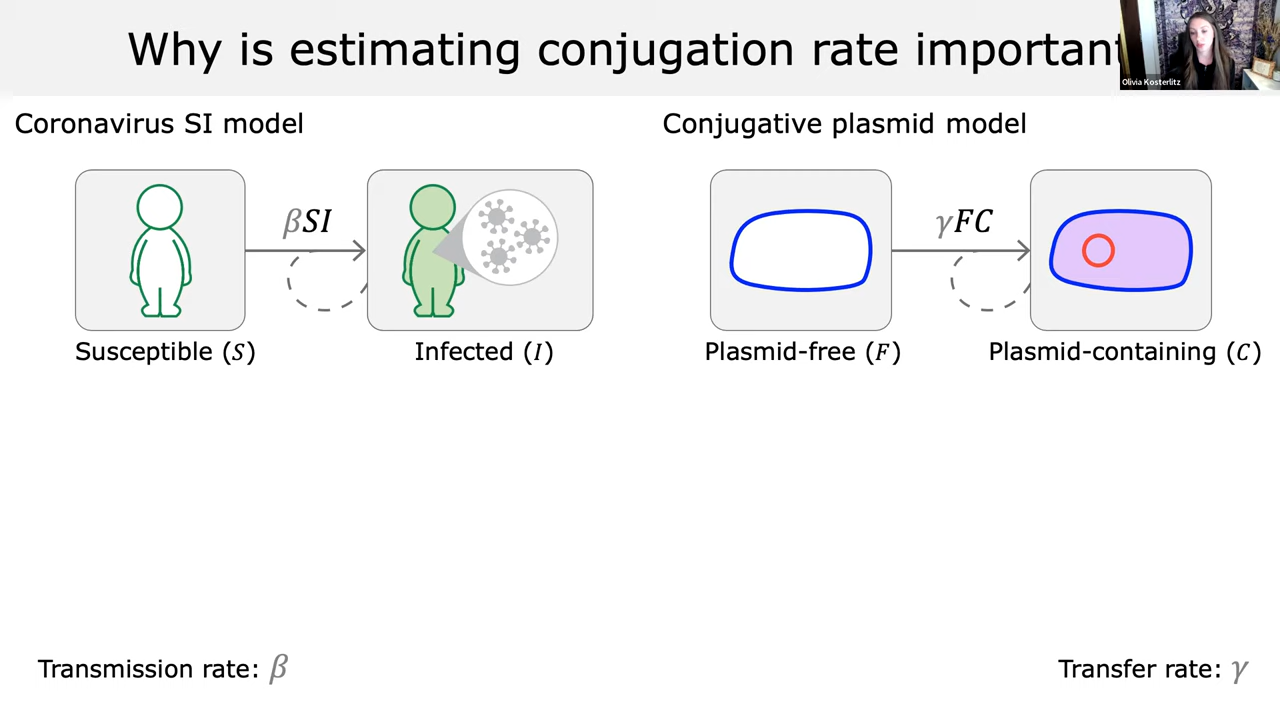 Why is estimating conjugation rate important
Olivia Kosterlitz
Coronavirus SI model
Conjugative plasmid model
βSI
γFC
Susceptible (S)
Infected (I)
Plasmid-free (F)
Plasmid-containing (C)
Transmission rate: β
Transfer rate: γ